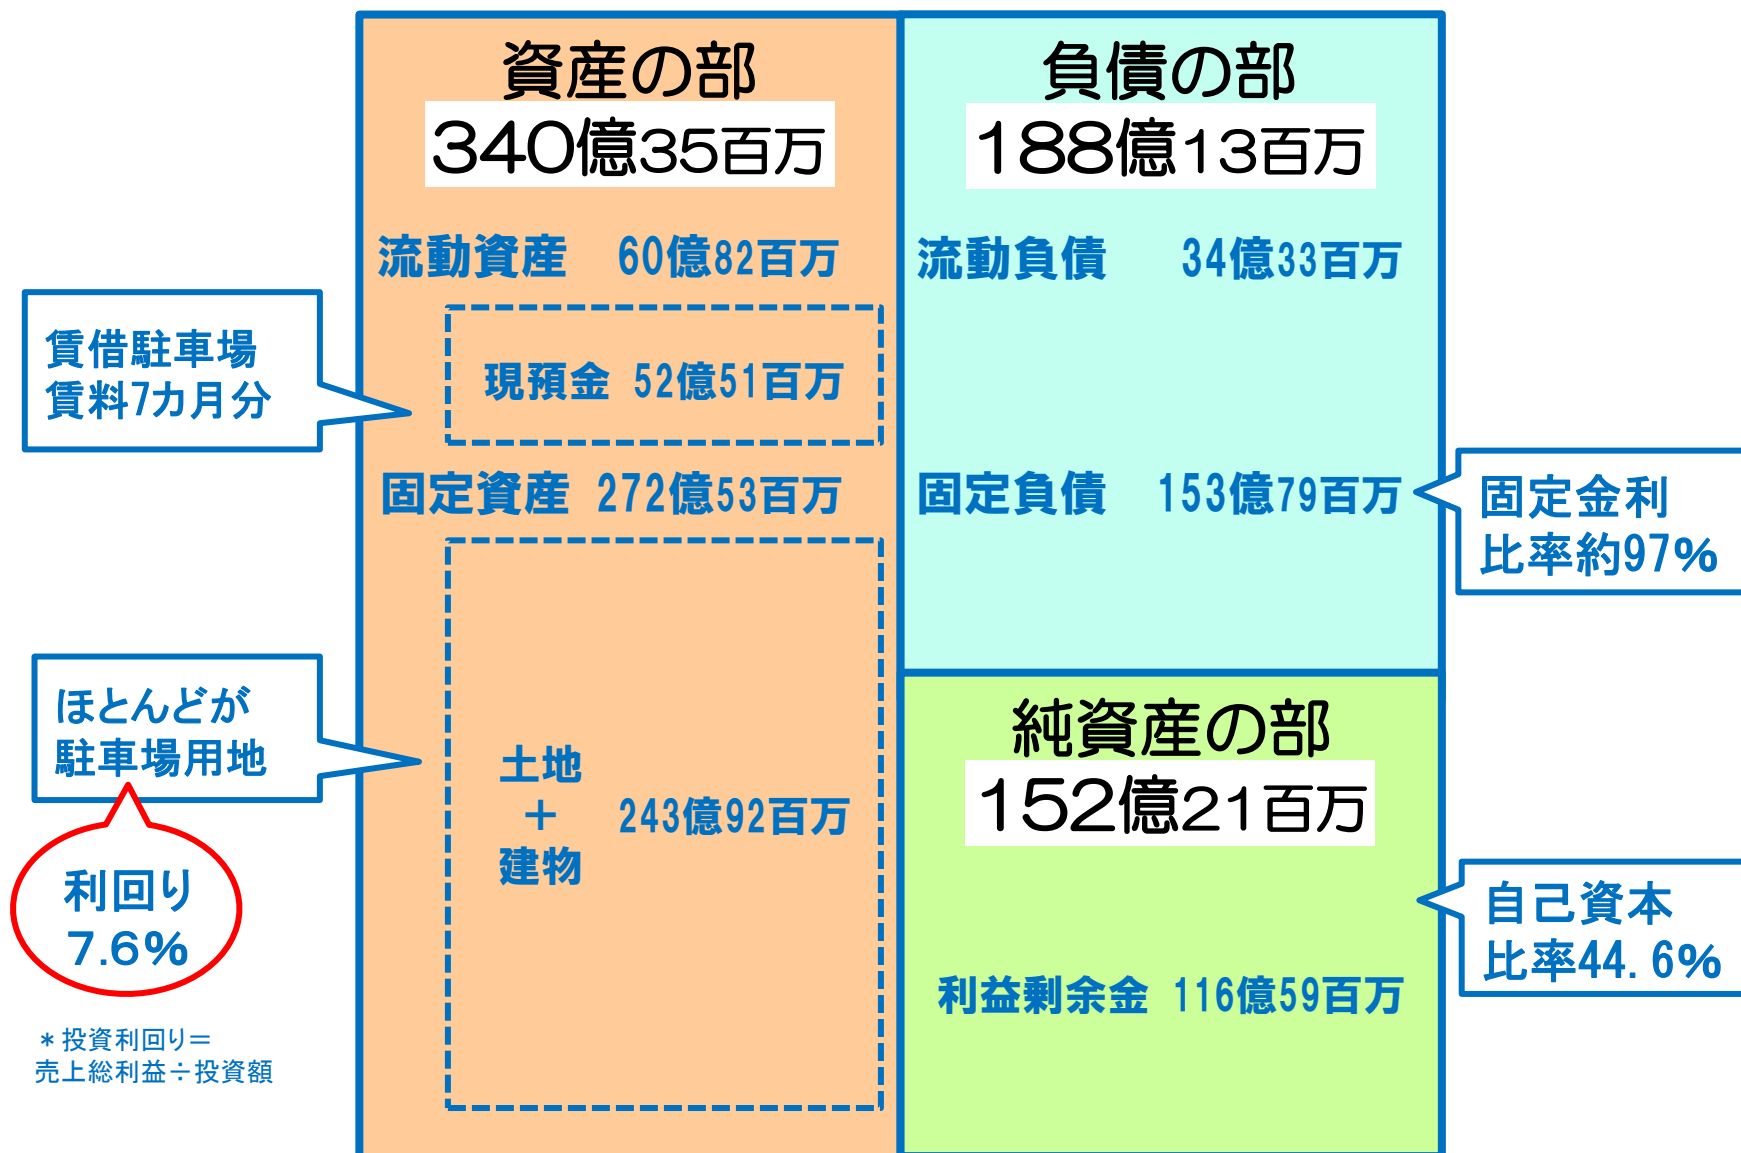 資産の部
340億35百万
流動資産 60億82百万
現預金 52億51百万
固定資産 272億53百万
土地
＋
建物
243億92百万
賃借駐車場
賃料7カ月分
ほとんどが
駐車場用地
利回り
7.6%
*投資利回り＝
売上総利益÷投資額
負債の部
188億13百万
流動負債 34億33百万
固定負債 153億79百万
固定金利
比率約97%
純資産の部
152億21百万
利益剰余金 116億59百万
自己資本
比率44.6%